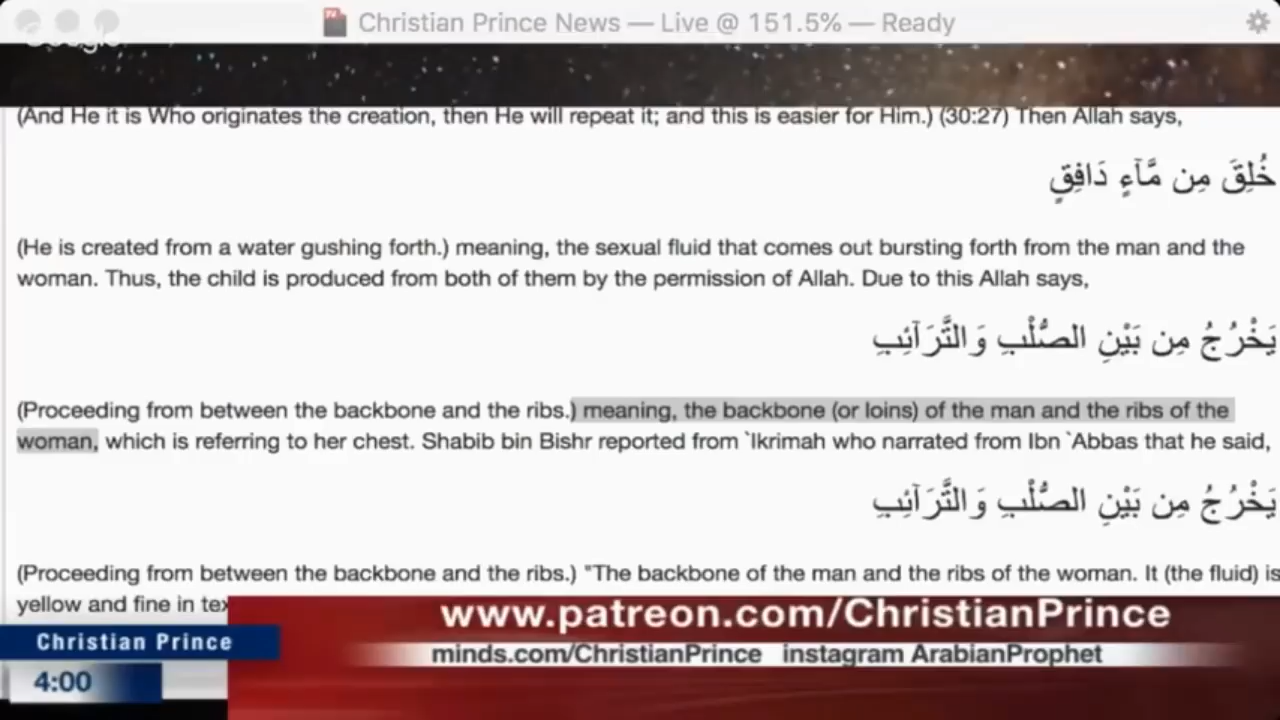 Christian Prince News — Live @ 151.5% — Ready
Google
(And He it is Who originates the creation, then He will repeat it; and this is easier for Him.) (30:27) Then Allah says,
خُلِقَ مِن مَّآءٍ دَافِقٍ
(He is created from a water gushing forth.) meaning, the sexual fluid that comes out bursting forth from the man and the
woman. Thus, the child is produced from both of them by the permission of Allah. Due to this Allah says,
يَخْرُجُ مِن بَيْنِ الصُّلْبِ وَالتَّرَآئِبِ
(Proceeding from between the backbone and the ribs.) meaning, the backbone (or loins) of the man and the ribs of the
woman, which is referring to her chest. Shabib bin Bishr reported from `Ikrimah who narrated from Ibn `Abbas that he said,
يَخْرُجُ مِن بَيْنِ الصُّلْبِ وَالتَّرَآئِبِ
(Proceeding from between the backbone and the ribs.) "The backbone of the man and the ribs of the woman. It (the fluid) is
yellow and fine in
www.patreon.com/ChristianPrince
Christian Prince
minds.com/ChristianPrince instagram ArabianProphet
4:00